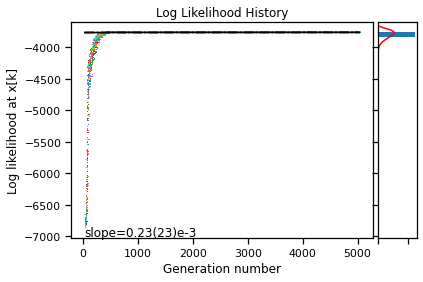 Log Likelihood History
Log likelihood at x[k]
−4000
−4500
−5000
−5500
−6000
−6500
−7000
slope=0.23(23)e-3
0 1000 2000 3000 4000 5000
Generation number